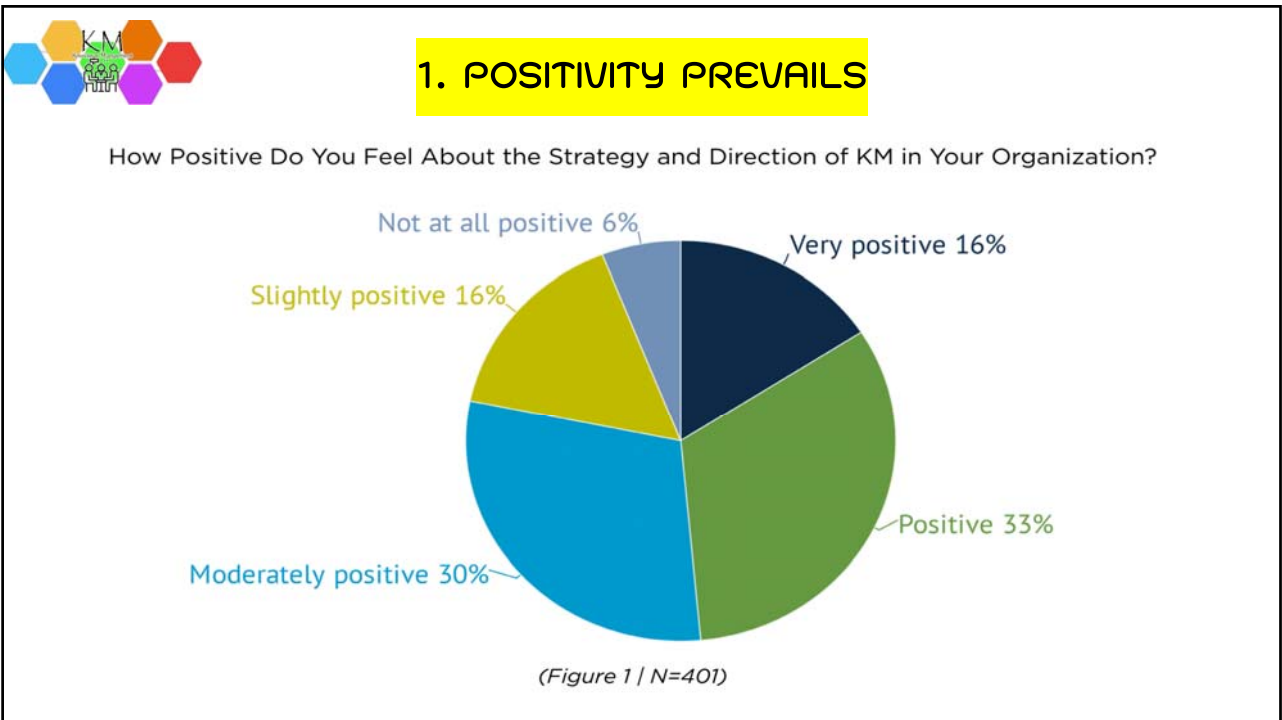 KM
1. POSITIVITY PREVAILS
How Positive Do You Feel About the Strategy and Direction of KM in Your Organization?
Not at all positive 6%
Very positive 16%
Slightly positive 16%
Positive 33%
Moderately positive 30%
(Figure 1 / N=401)